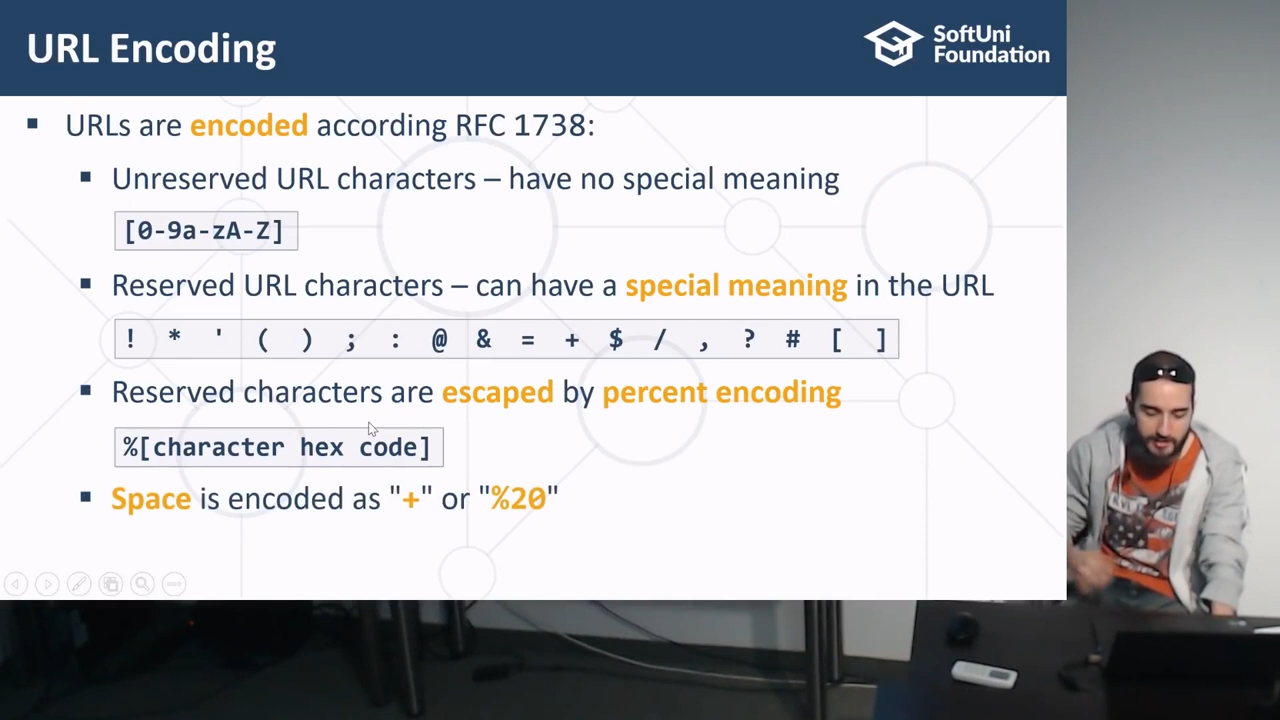 URL Encoding
SoftUni
Foundation
URLs are encoded according RFC 1738:
Unreserved URL characters – have no special meaning
[0-9a-zA-Z]
Reserved URL characters – can have a special meaning in the URL
! * ' ( ) ; : @ & = + $ / , ? # [ ]
Reserved characters are escaped by percent encoding
%[character hex code]
Space is encoded as "+" or "%20"